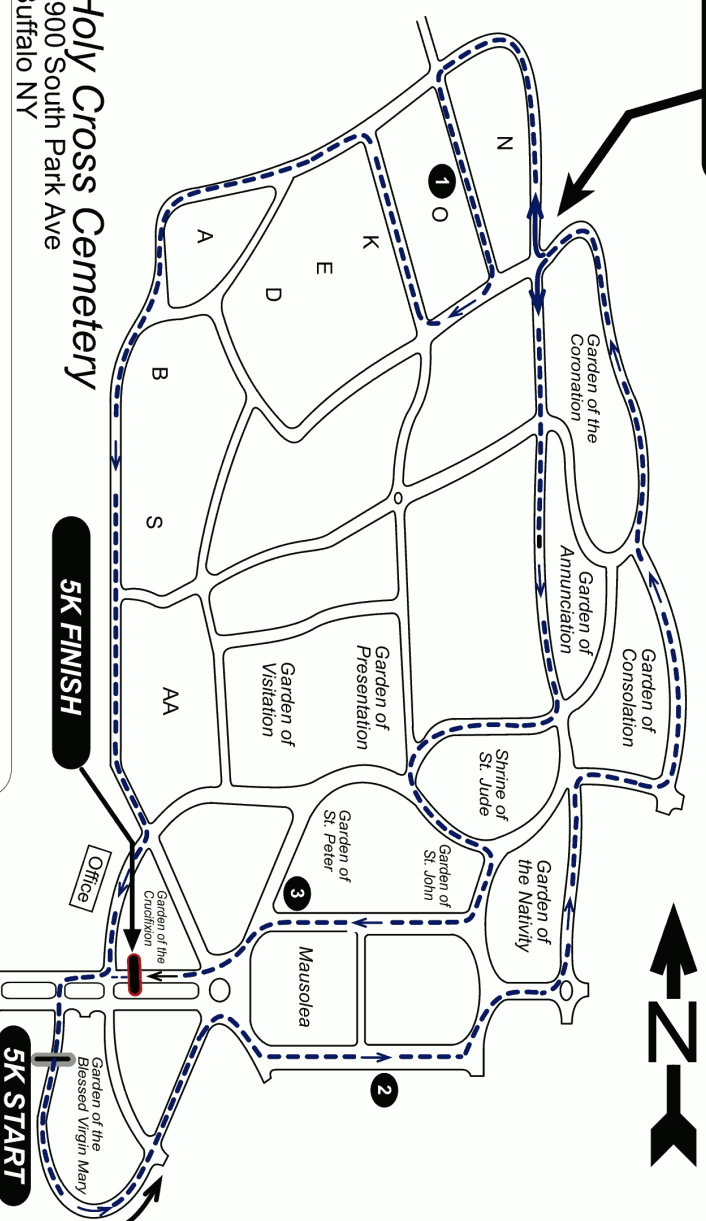 Holy Cross Cemetery
900 South Park Ave
Buffalo NY
N
1
O
K
E
D
A
B
S
AA
Garden of the
Coronation
Garden of
Annunciation
Garden of
Consolation
Garden of
Presentation
Garden of
Visitation
Shrine of
St. Jude
Garden of
St. Peter
Garden of
St. John
Garden of
the Nativity
3
Mausolea
2
Garden of the
Crucifixion
Office
5K FINISH
Garden of the
Blessed Virgin Mary
5K START
N